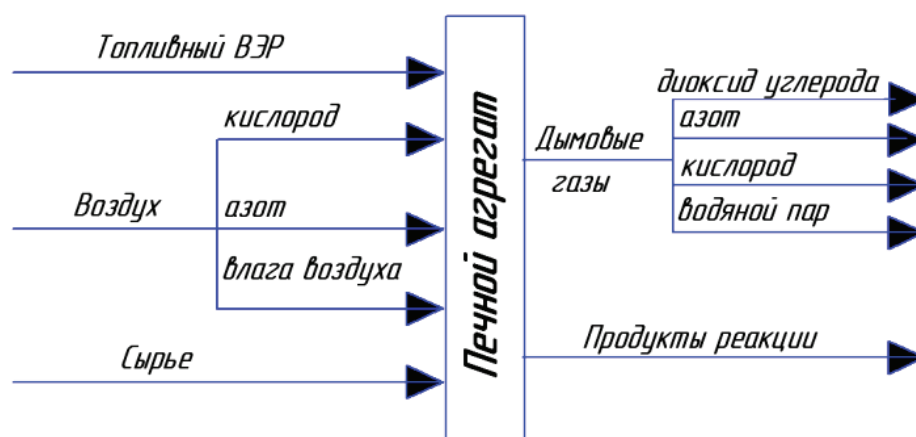 Топливный ВЭР
кислород
Воздух
азот
влага воздуха
Сырье
Печной агрегат
Дымовые
газы
диоксид углерода
азот
кислород
водяной пар
Продукты реакции